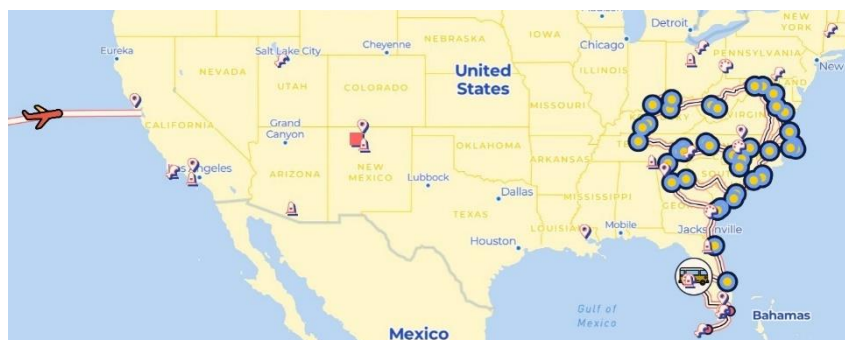 NEW
YORK
Detroit
IOWA
Chicago
NEBRASKA
Eureka
Salt Lake City
Cheyenne
PENNSYLVANIA
New
NEVADA
United
States
ILLINOIS
UTAH
COLORADO
MISSOURI
VIRGINIA
CALIFORNIA
Grand
Canyon
OKLAHOMA
ARKANSAS
Los Angeles
ARIZONA
NEW
MEXICO
Lubbock
MISSISSIPPI
Dallas
TEXAS
LOUISIANA
Mobile
Jacksonville
Houston
Gulf of
Mexico
Bahamas
Mexico